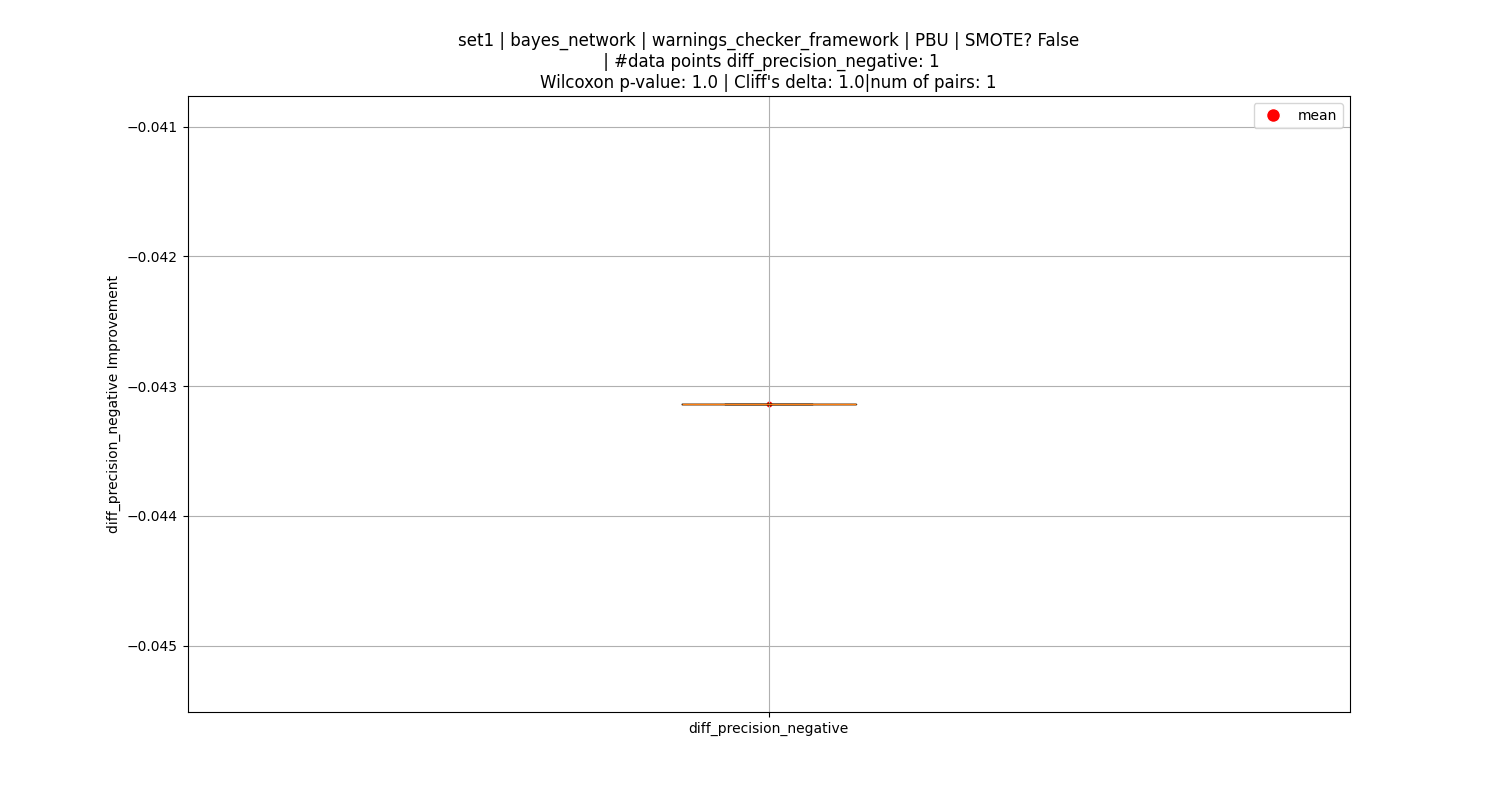 set1 | bayes_network | warnings_checker_framework | PBU | SMOTE? False
| #data points diff_precision_negative: 1
Wilcoxon p-value: 1.0 | Cliff's delta: 1.0|num of pairs: 1
mean
−0.041
−0.042
−0.043
−0.044
−0.045
diff_precision_negative Improvement
diff_precision_negative